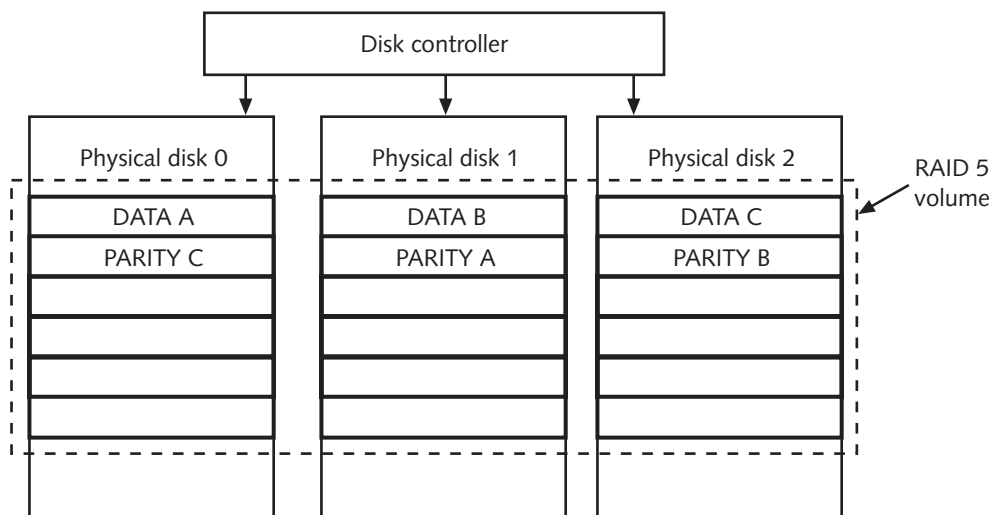 Disk controller
Physical disk 0
Physical disk 1
Physical disk 2
RAID 5
volume
DATA A
DATA B
DATA C
PARITY C
PARITY A
PARITY B